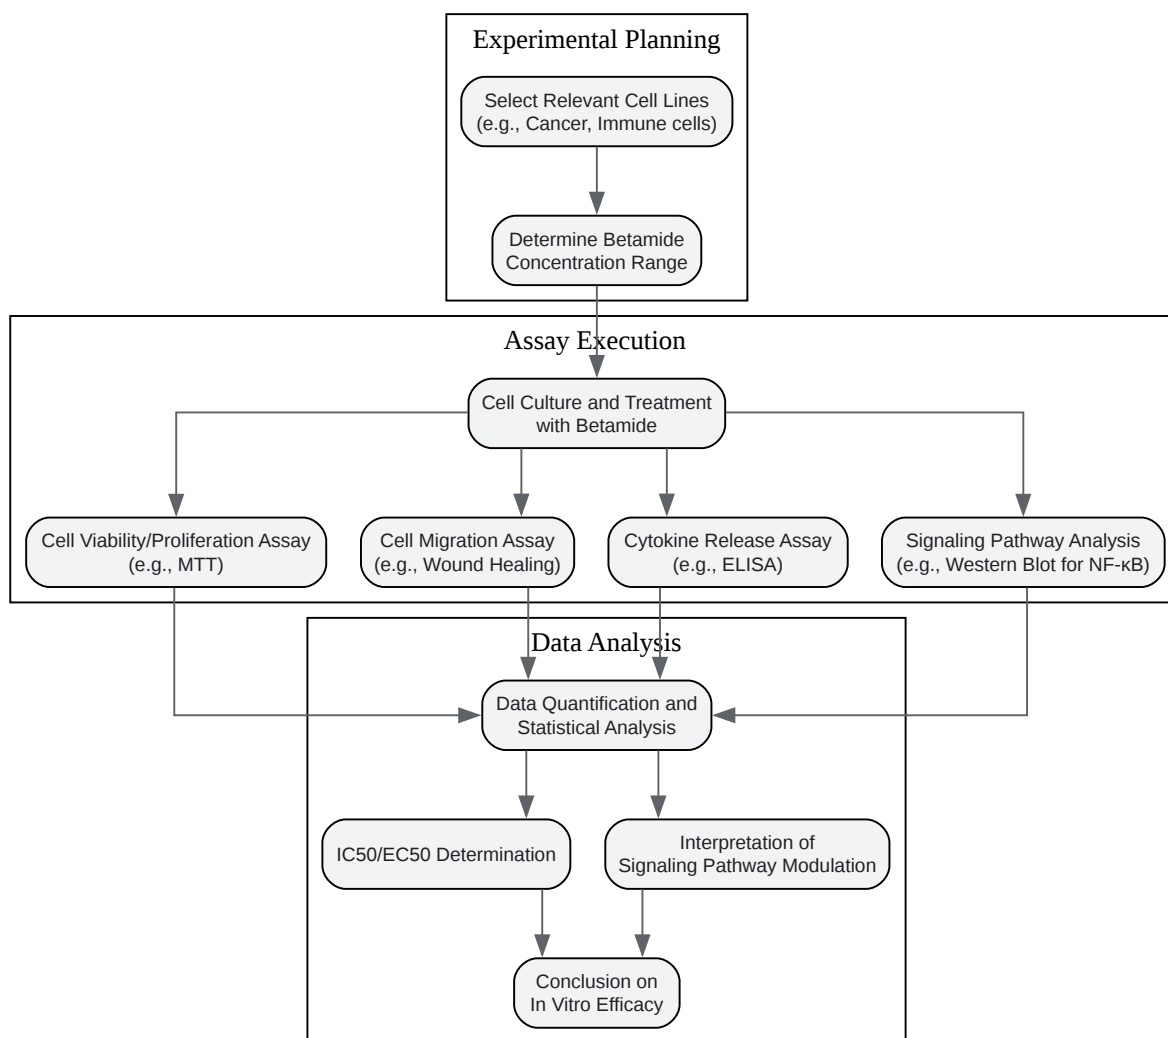 Experimental Planning
Select Relevant Cell Lines
(e.g., Cancer, Immune cells)
Determine Betamide
Concentration Range
Assay Execution
Cell Culture and Treatment
with Betamide
Cell Viability/Proliferation Assay
(e.g., MTT)
Cell Migration Assay
(e.g., Wound Healing)
Cytokine Release Assay
(e.g., ELISA)
Signaling Pathway Analysis
(e.g., Western Blot for NF-κB)
Data Analysis
Data Quantification and
Statistical Analysis
IC50/EC50 Determination
Interpretation of
Signaling Pathway Modulation
Conclusion on
In Vitro Efficacy